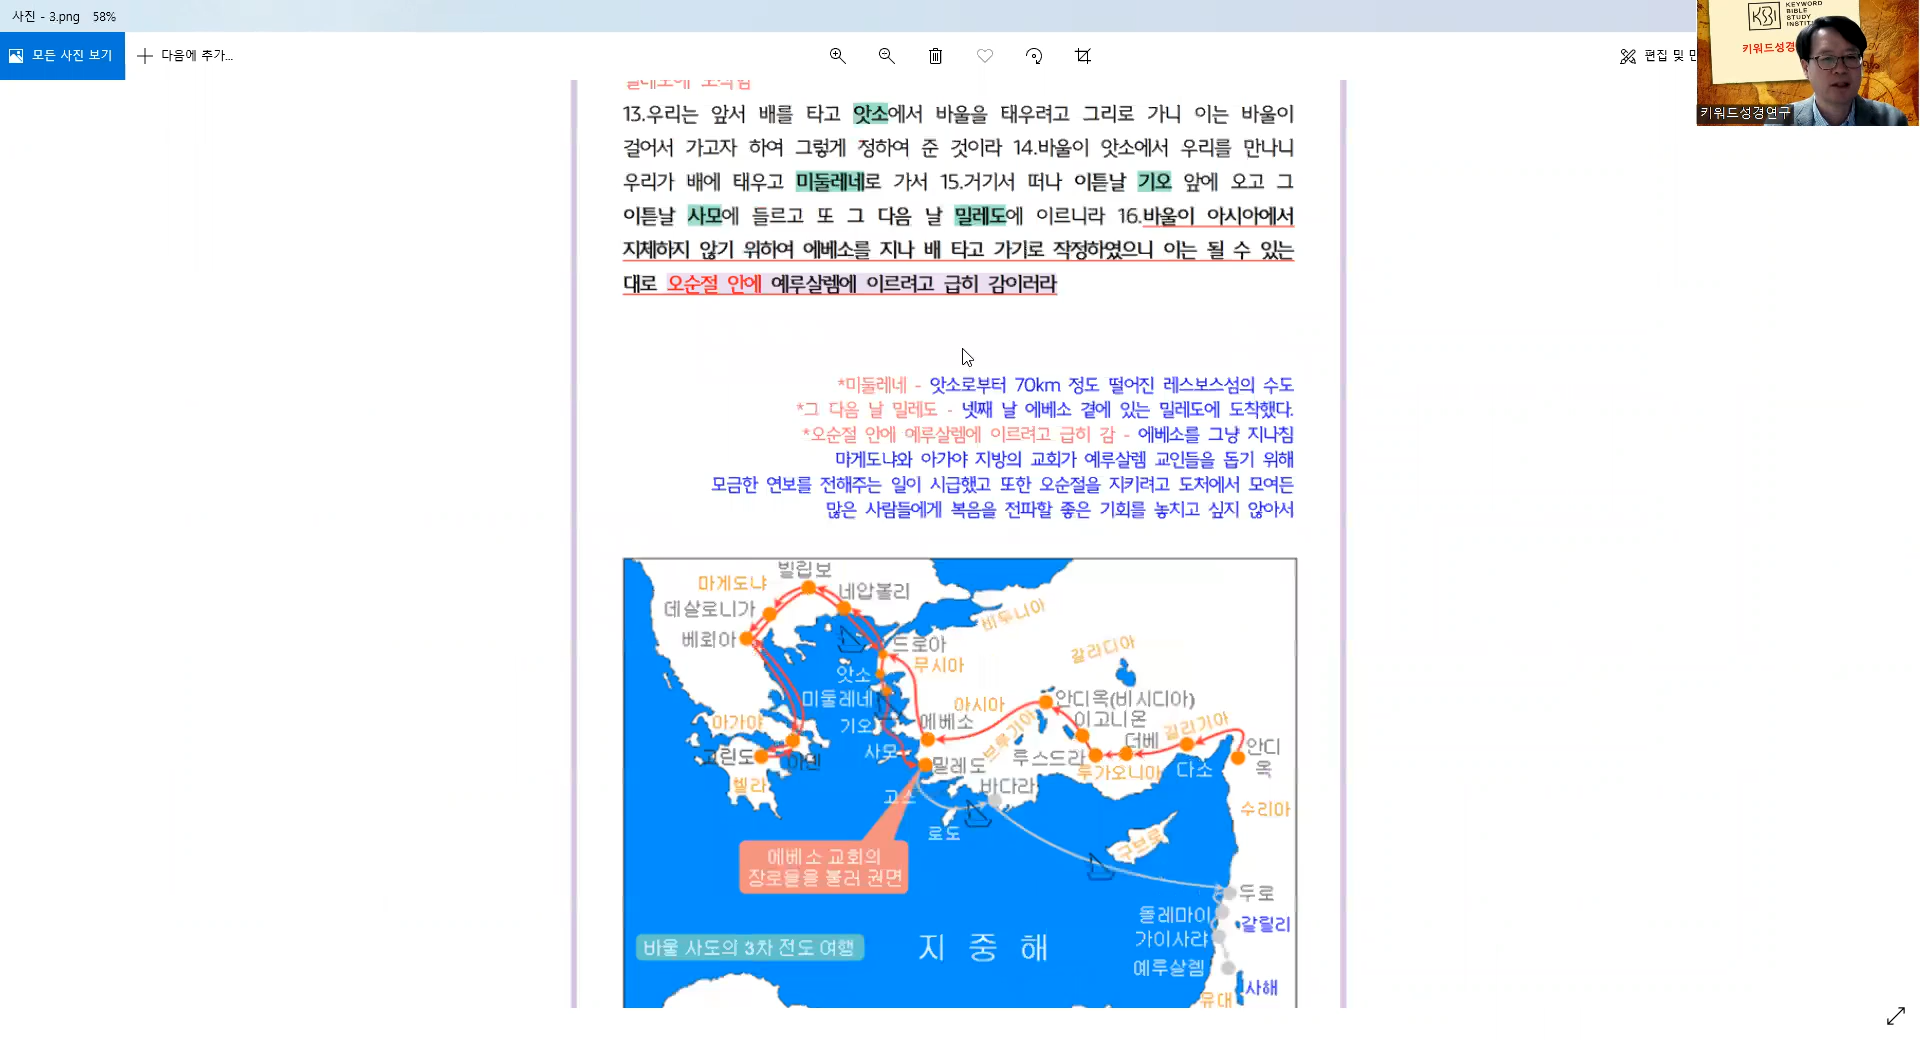 사진 - 3.png 58%
모든 사진 보기
다음에 추가...
편집 및
KEYWORD
BIBLE
STUDY
KBI
키워드성경
키워드성경연구
밀레도에 도착함
13.우리는 앞서 배를 타고 앗소에서 바울을 태우려고 그리로 가니 이는 바울이
걸어서 가고자 하여 그렇게 정하여 준 것이라 14.바울이 앗소에서 우리를 만나니
우리가 배에 태우고 미둘레네로 가서 15.거기서 떠나 이튿날 기오 앞에 오고 그
이튿날 사모에 들르고 또 그 다음 날 밀레도에 이르니라 16.바울이 아시아에서
지체하지 않기 위하여 에베소를 지나 배 타고 가기로 작정하였으니 이는 될 수 있는
대로 오순절 안에 예루살렘에 이르려고 급히 감이러라
*미둘레네 - 앗소로부터 70km 정도 떨어진 레스보스섬의 수도
*그 다음 날 밀레도 - 넷째 날 에베소 곁에 있는 밀레도에 도착했다.
*오순절 안에 예루살렘에 이르려고 급히 감 - 에베소를 그냥 지나침
먀게도냐와 아가야 지방의 교회가 예루살렘 교인들을 돕기 위해
모금한 연보를 전해주는 일이 시급했고 또한 오순절을 지키려고 도처에서 모여든
많은 사람들에게 복음을 전파할 좋은 기회를 놓치고 싶지 않아서
빌립보
마게도냐
네압볼리
데살로니가
비두니아
베뢰아
드로아
갈라디아
무시아
앗소
미둘레네
아시아
안디옥(비시디아)
아가야
기오
에베소
이고니온
길리기아
브루기아
고린도
아덴
사모
더베
안디
옥
밀레도
루스드라
루가오니아
다소
헬라
고스
바다라
수리아
로도
구브로
에베소 교회의
장로들을 불러 권면
두로
돌레마이
갈릴리
바울 사도의 3차 전도 여행
지 중 해
가이사랴
예루살렘
사해
유대